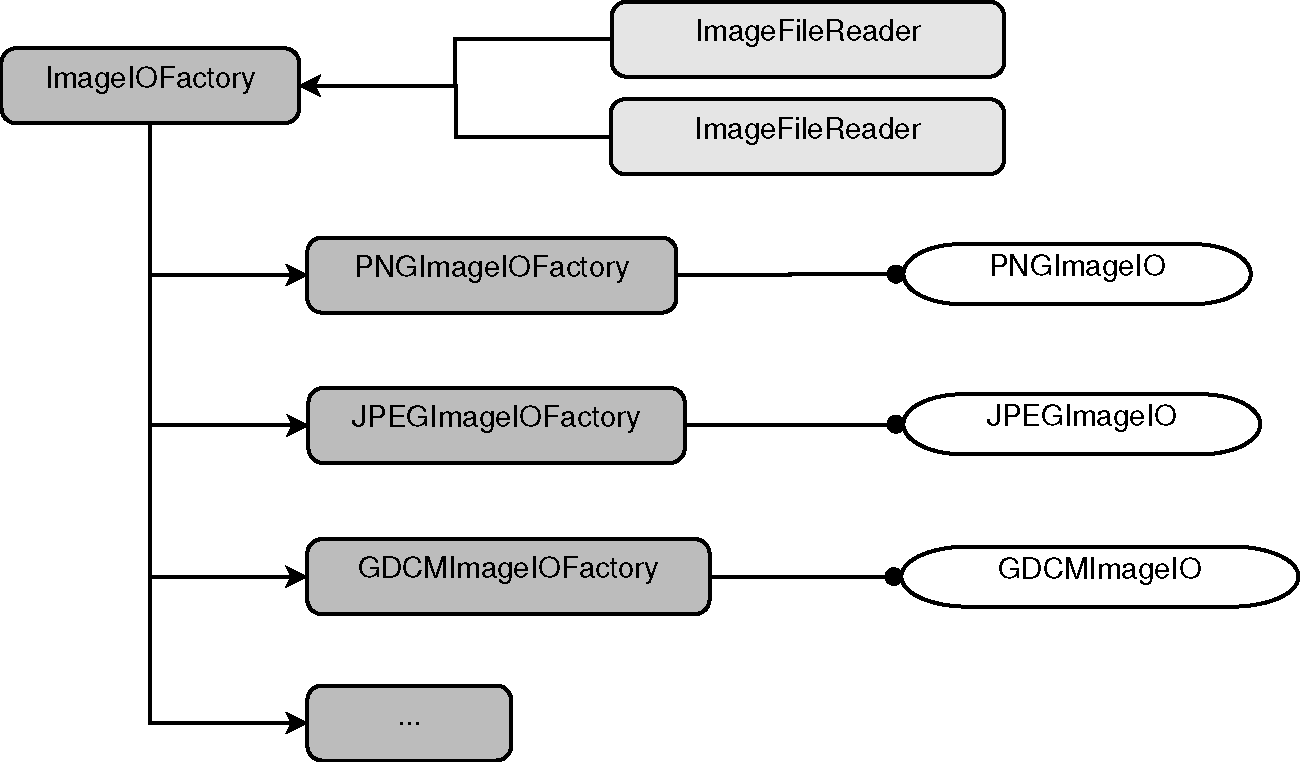 ImageFileReader
ImageIOFactory
ImageFileReader
PNGImageIOFactory
PNGImageIO
JPEGImageIOFactory
JPEGImageIO
GDCMImageIOFactory
GDCMImageIO
...